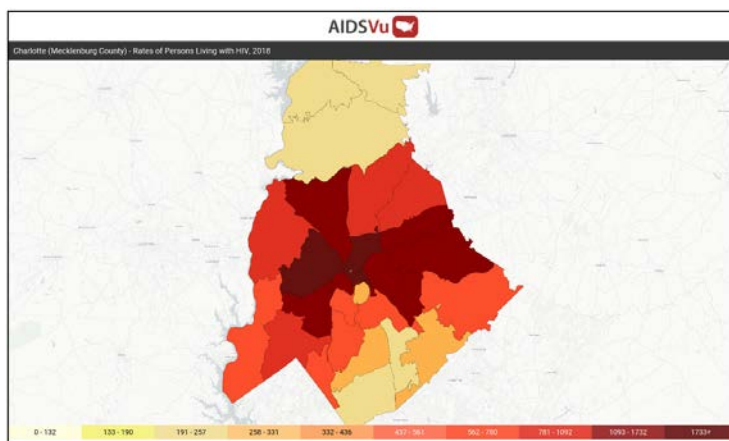 AIDSVu
Charlotte (Mecklenburg County) - Rates of Persons Living with HIV, 2018
0 - 132 133 - 190 191 - 257 258 - 331 332 - 436 437 - 561 562 - 780 781 - 1092 1093 - 1732 1733+